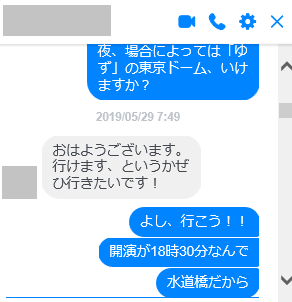 夜、場合によっては「ゆ
ず」の東京ドーム、いけ
ますか？
2019/05/29 7:49
おはようございます。
行けます、というかぜ
ひ行きたいです！
よし、行こう！！
開演が18時30分なんで
水道橋だから